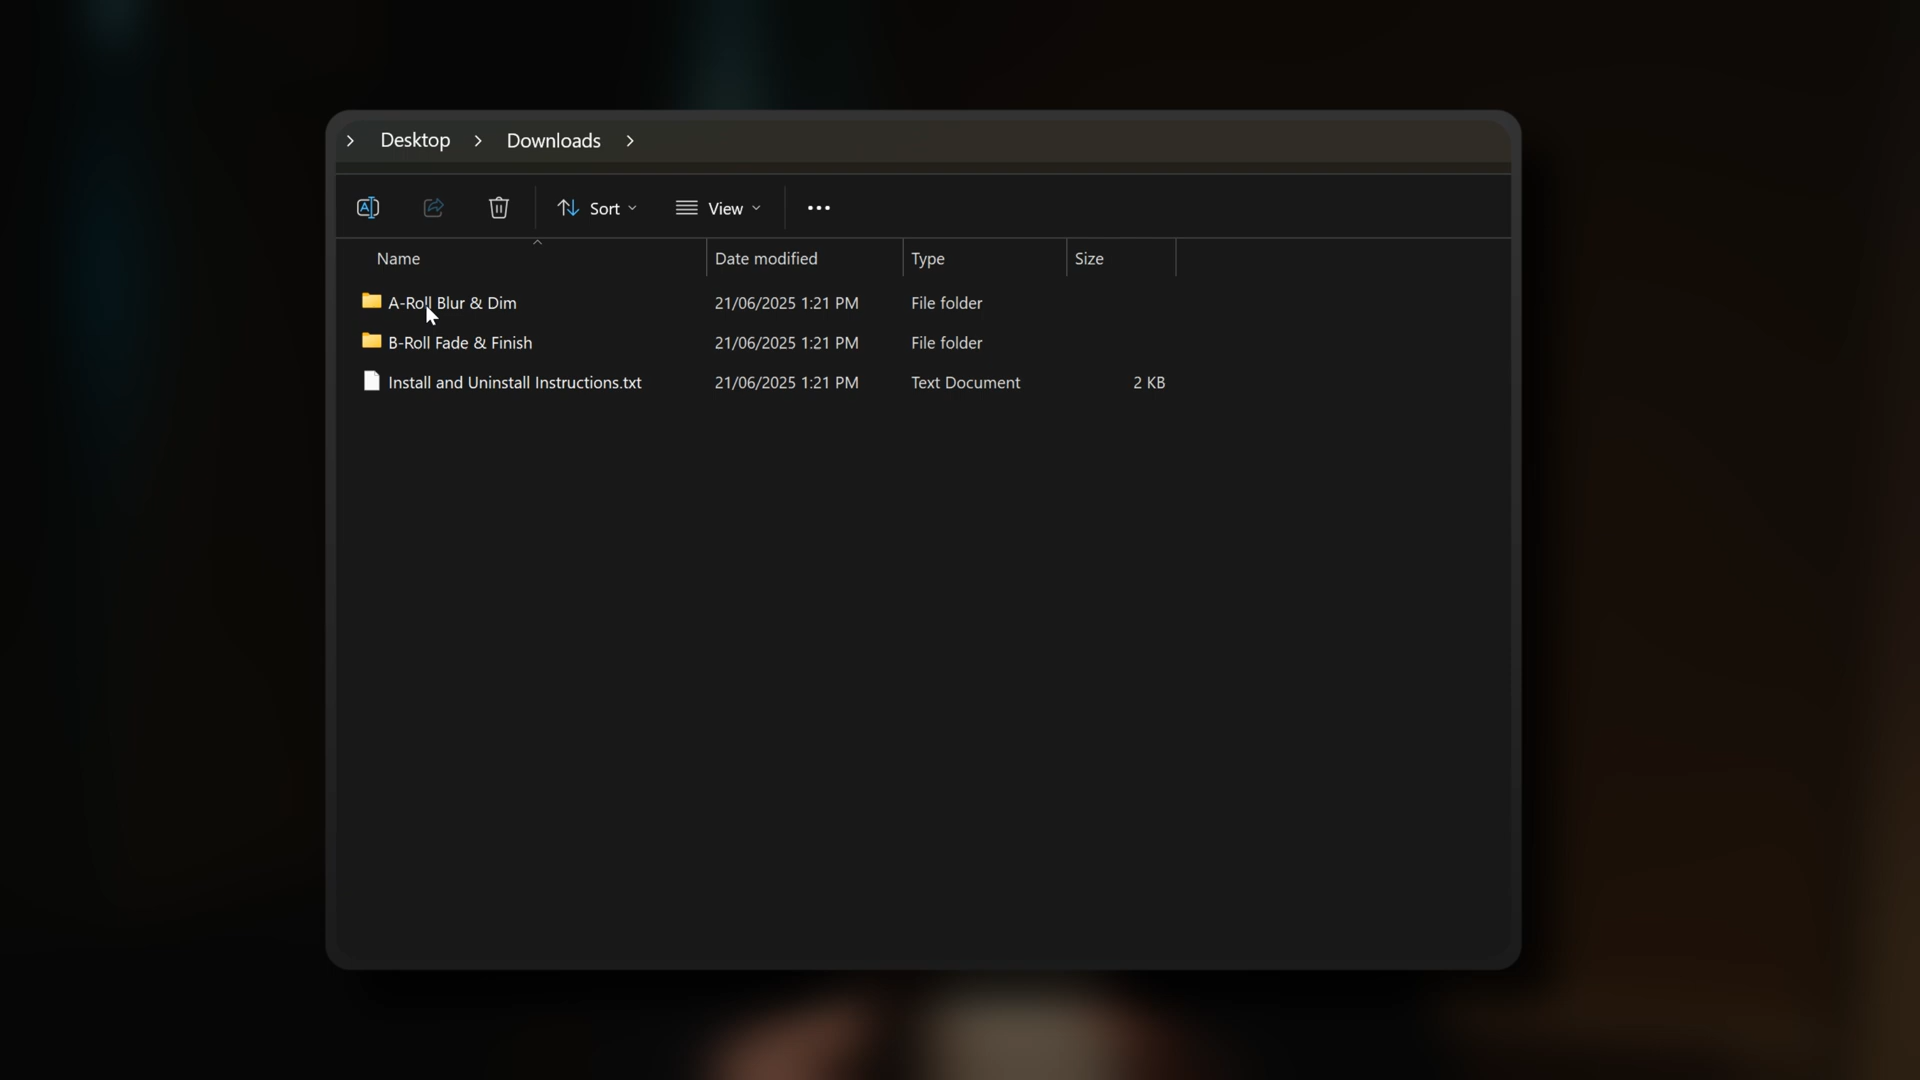 Desktop > Downloads >
Sort View
Name Date modified Type Size
A-Roll Blur & Dim 21/06/2025 1:21 PM File folder
B-Roll Fade & Finish 21/06/2025 1:21 PM File folder
Install and Uninstall Instructions.txt 21/06/2025 1:21 PM Text Document 2 KB